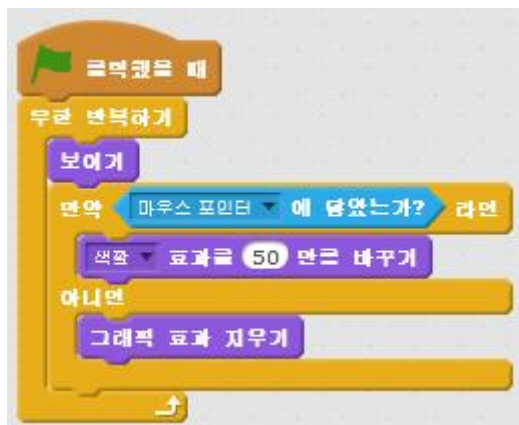 클릭했을 때
무한 반복하기
보이기
만약 마우스 포인터 에 닿았는가? 라면
색깔 효과를 50 만큼 바꾸기
아니면
그래픽 효과 지우기